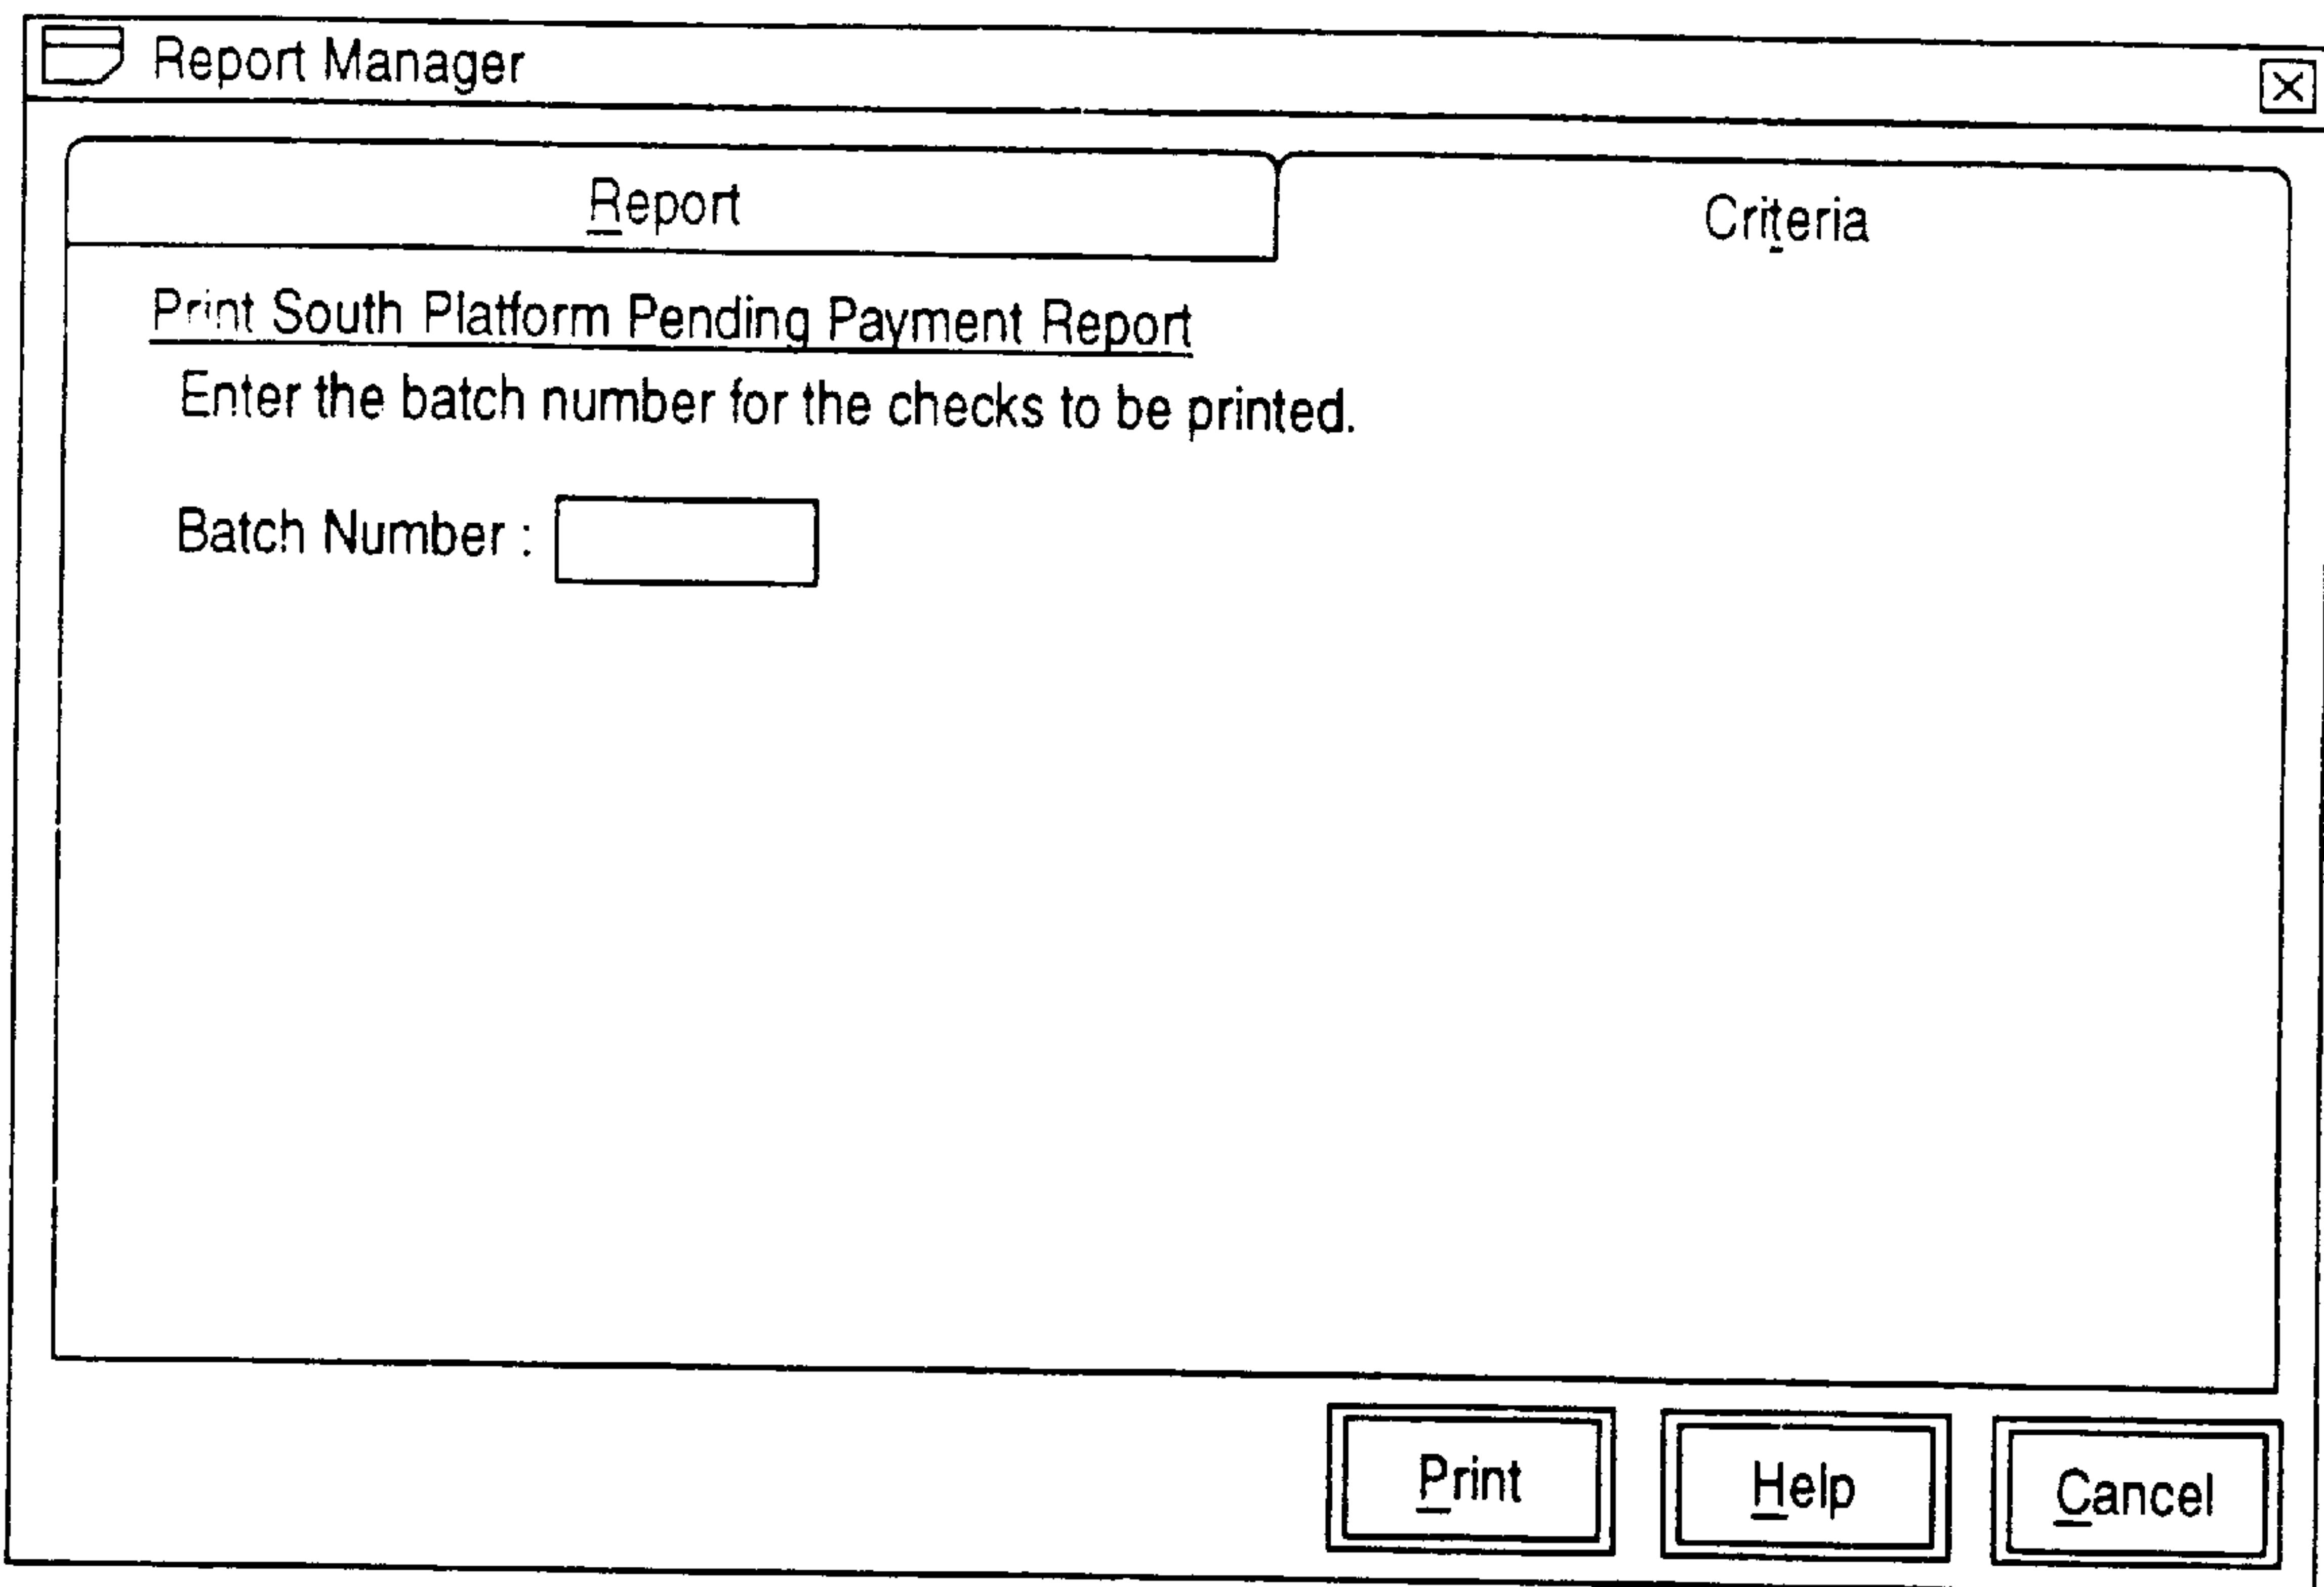 Report Manager
Report
Criteria
Print South Platform Pending Payment Report
Enter the batch number for the checks to be printed.
Batch Number :
Print
Help
Cancel